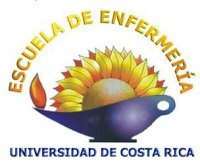 ESCUELA DE ENFERMERÍA
UNIVERSIDAD DE COSTA RICA